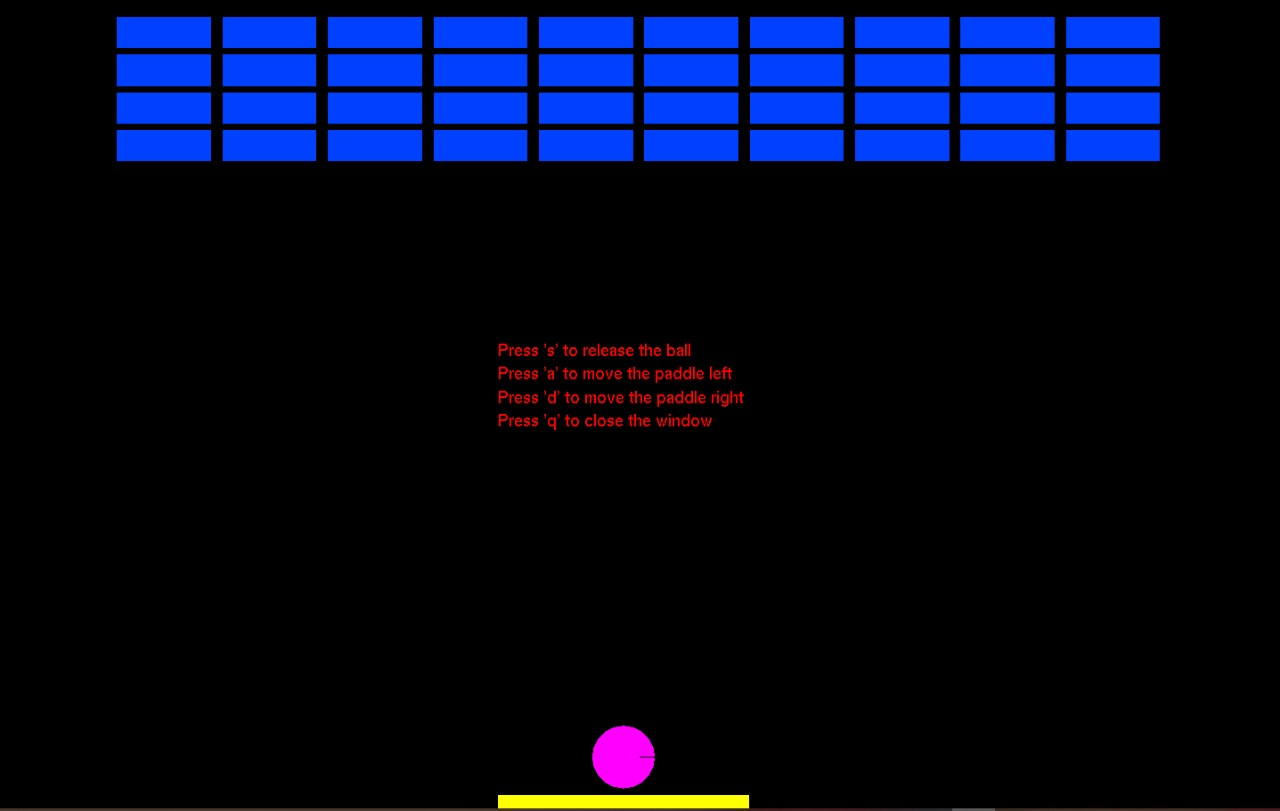 Press 's' to release the ball
Press 'a' to move the paddle left
Press 'd' to move the paddle right
Press 'q' to close the window